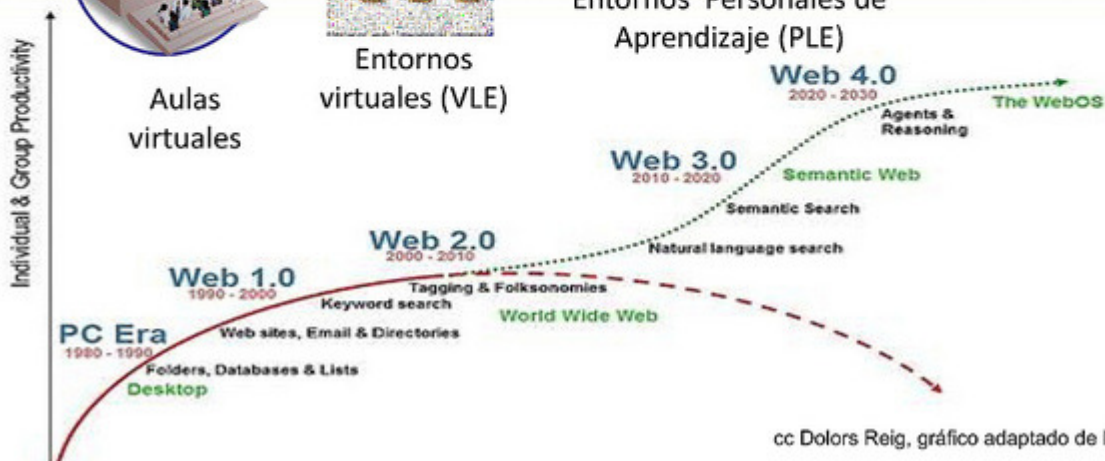 Entornos Personales de
Aprendizaje (PLE)
Entornos
virtuales (VLE)
Aulas
virtuales
Individual & Group Productivity
Web 4.0
2020 - 2030
The WebOS
Agents &
Reasoning
Web 3.0
2010 - 2020
Semantic Web
Semantic Search
Natural language search
Web 2.0
2000 - 2010
Tagging & Folksonomies
World Wide Web
Web 1.0
1990 - 2000
Keyword search
Web sites, Email & Directories
PC Era
1980 - 1990
Folders, Databases & Lists
Desktop
cc Dolors Reig, gráfico adaptado de